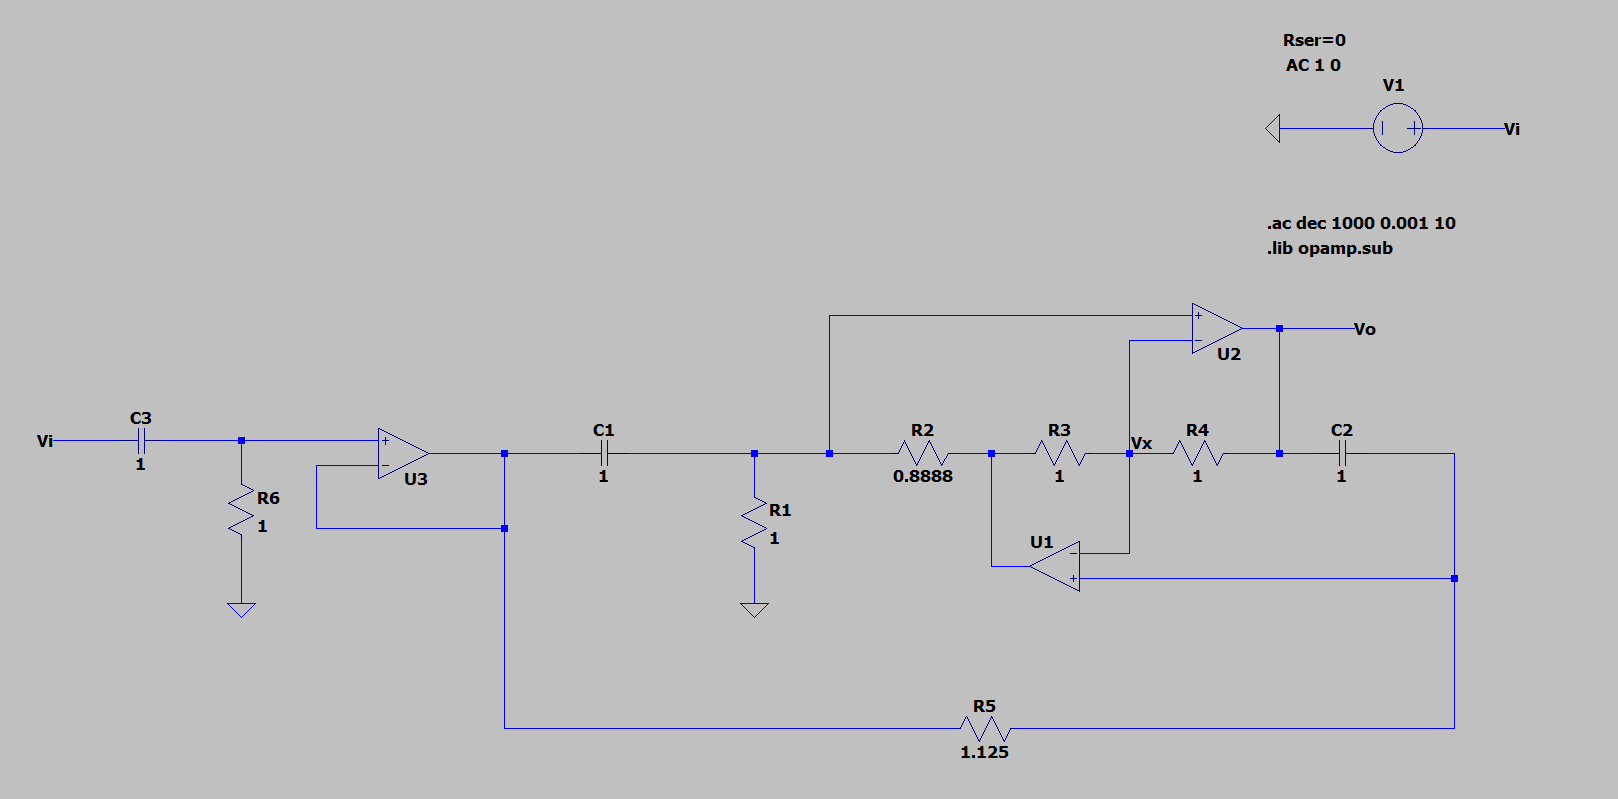 Rser=0
AC 1 0
V1
Vi
.ac dec 1000 0.001 10
.lib opamp.sub
+
−
U2
Vo
C3
Vi
1
R6
1
+
−
U3
C1
1
R1
1
R2
0.8888
R3
1
Vx
R4
1
C2
1
U1
−
+
R5
1.125